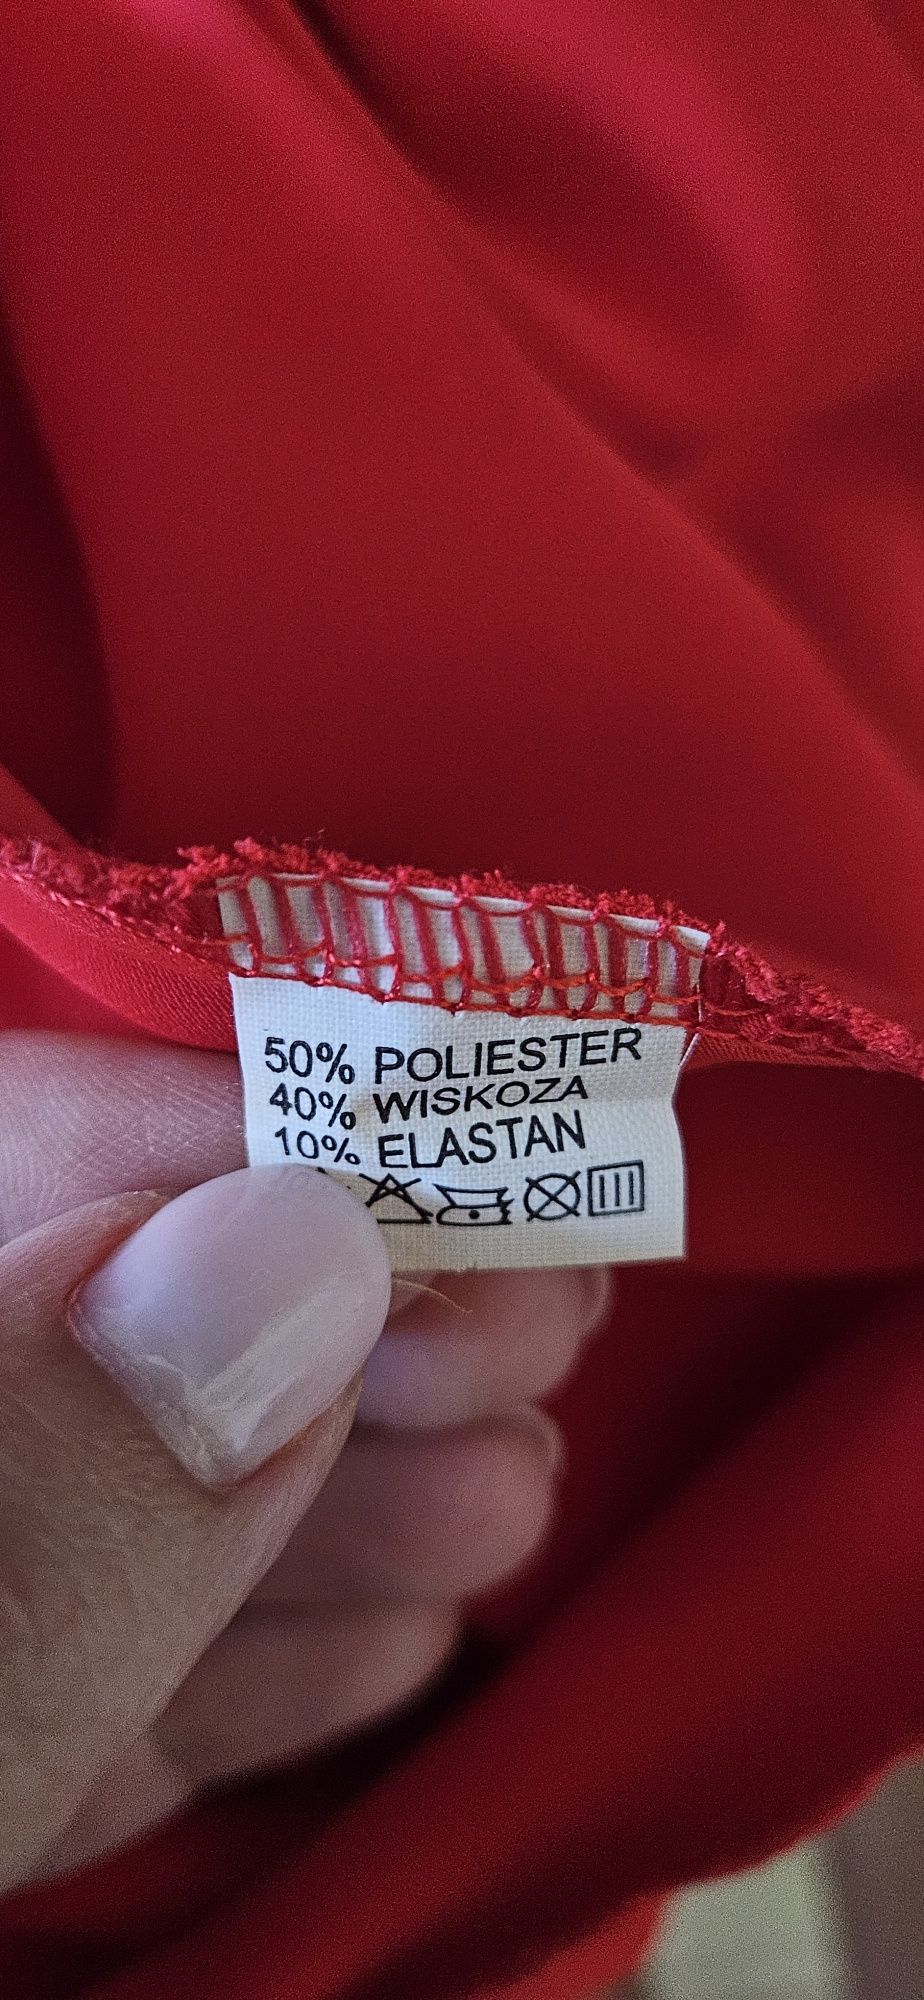 50% POLIESTER
40% WISKOZA
10% ELASTAN